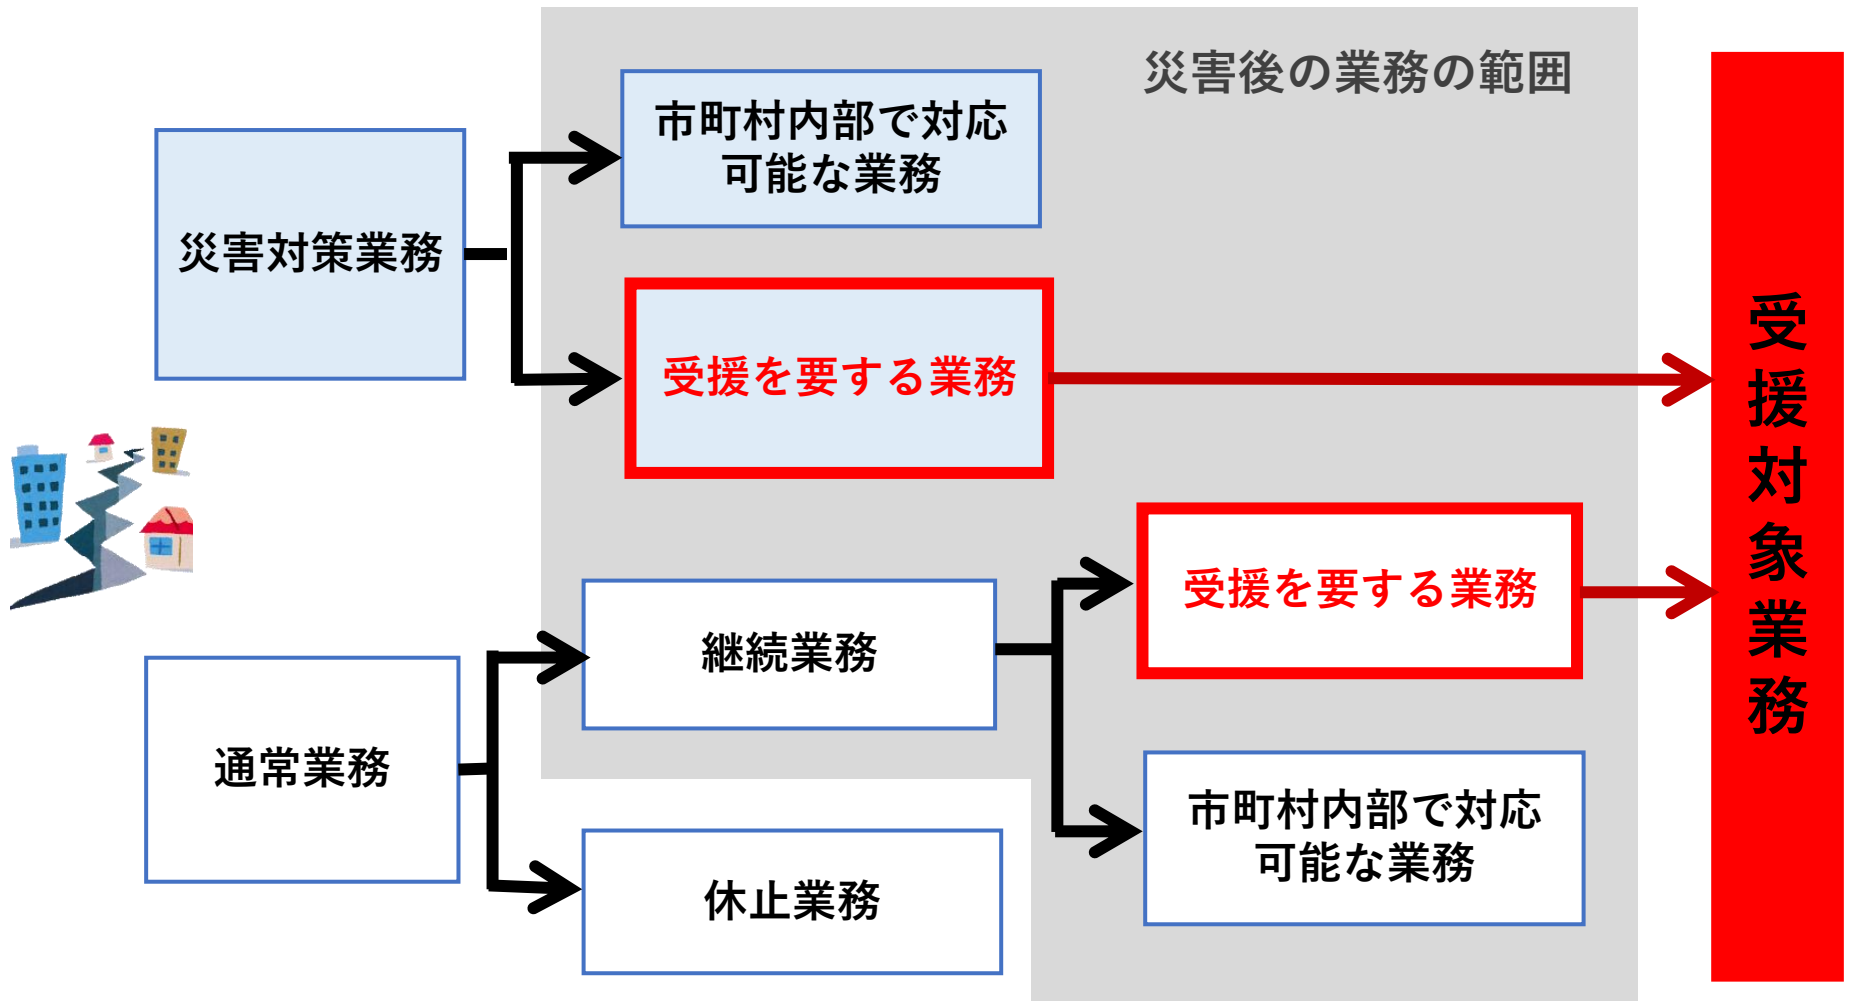 災害後の業務の範囲
市町村内部で対応
可能な業務
災害対策業務
受援を要する業務
受援対象業務
受援を要する業務
継続業務
通常業務
市町村内部で対応
可能な業務
休止業務